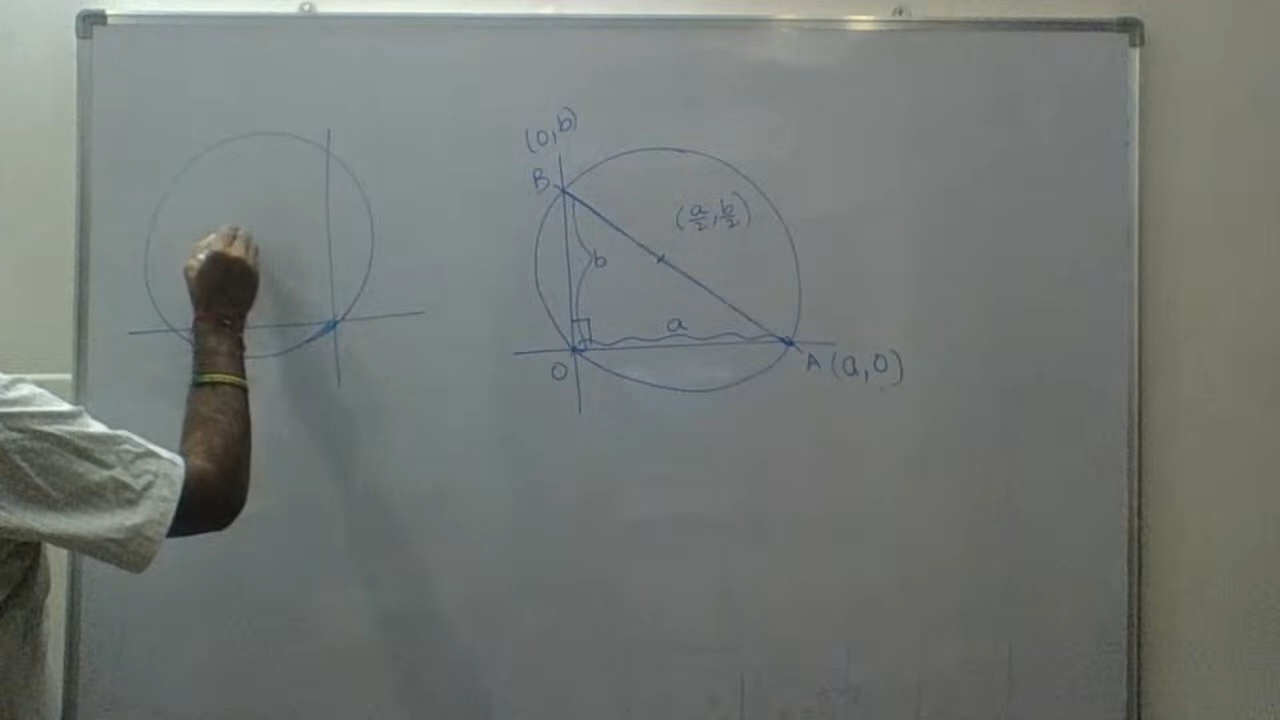 (0,b)
B
(a/2, b/2)
b
a
O
A (a,0)